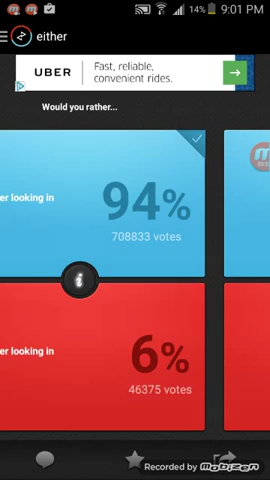 14% 9:01 PM
either
UBER
Fast, reliable,
convenient rides.
Would you rather...
er looking in
94%
708833 votes
i
er looking in
6%
46375 votes
Recorded by mobizen